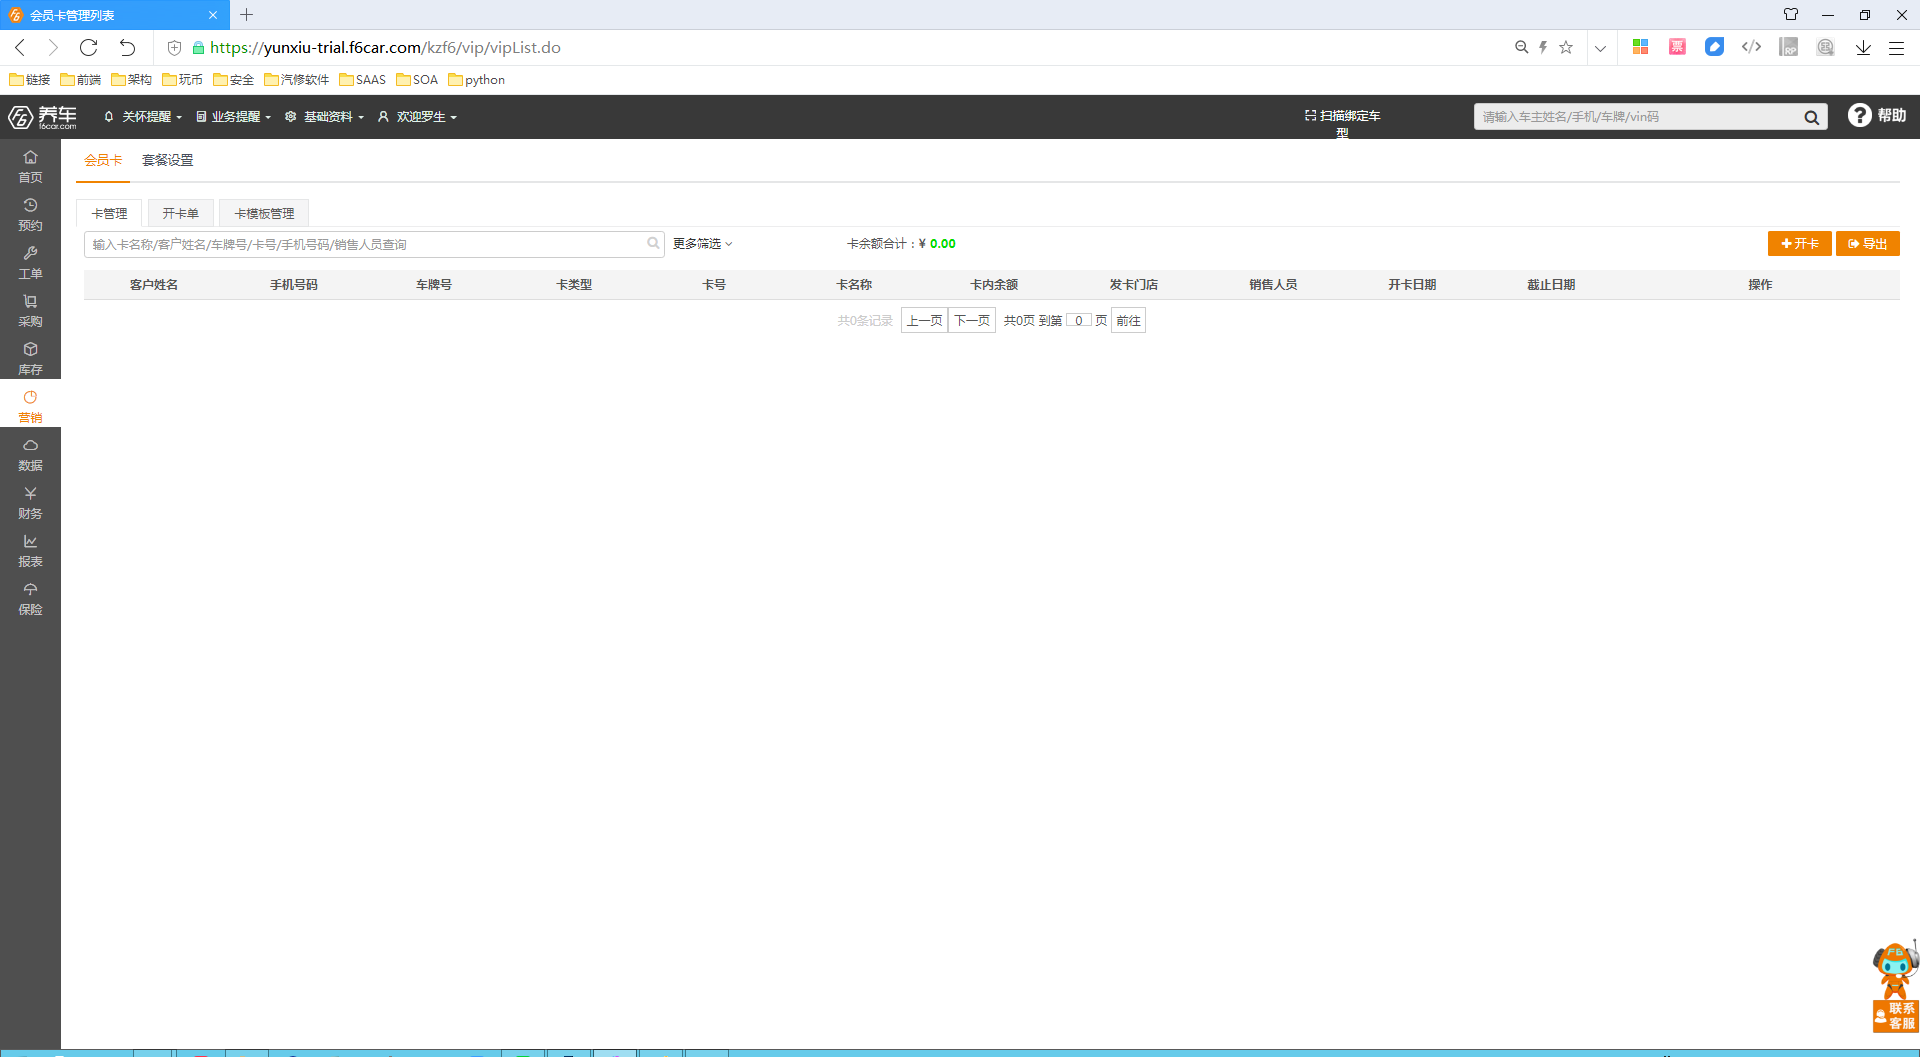 会员卡管理列表
https://yunxiu-trial.f6car.com/kzf6/vip/vipList.do
票
RP
链接 前端 架构 玩币 安全 汽修软件 SAAS SOA python
F6 养车 f6car.com 关怀提醒 业务提醒 基础资料 欢迎罗生 扫描绑定车型 请输入车主姓名/手机/车牌/vin码 帮助
首页
预约
工单
采购
库存
营销
数据
财务
报表
保险
会员卡 套餐设置
卡管理 开卡单 卡模板管理
输入卡名称/客户姓名/车牌号/卡号/手机号码/销售人员查询 更多筛选 卡余额合计：¥ 0.00 开卡 导出
客户姓名 手机号码 车牌号 卡类型 卡号 卡名称 卡内余额 发卡门店 销售人员 开卡日期 截止日期 操作
共0条记录 上一页 下一页 共0页 到第 0 页 前往
F6
联系
客服